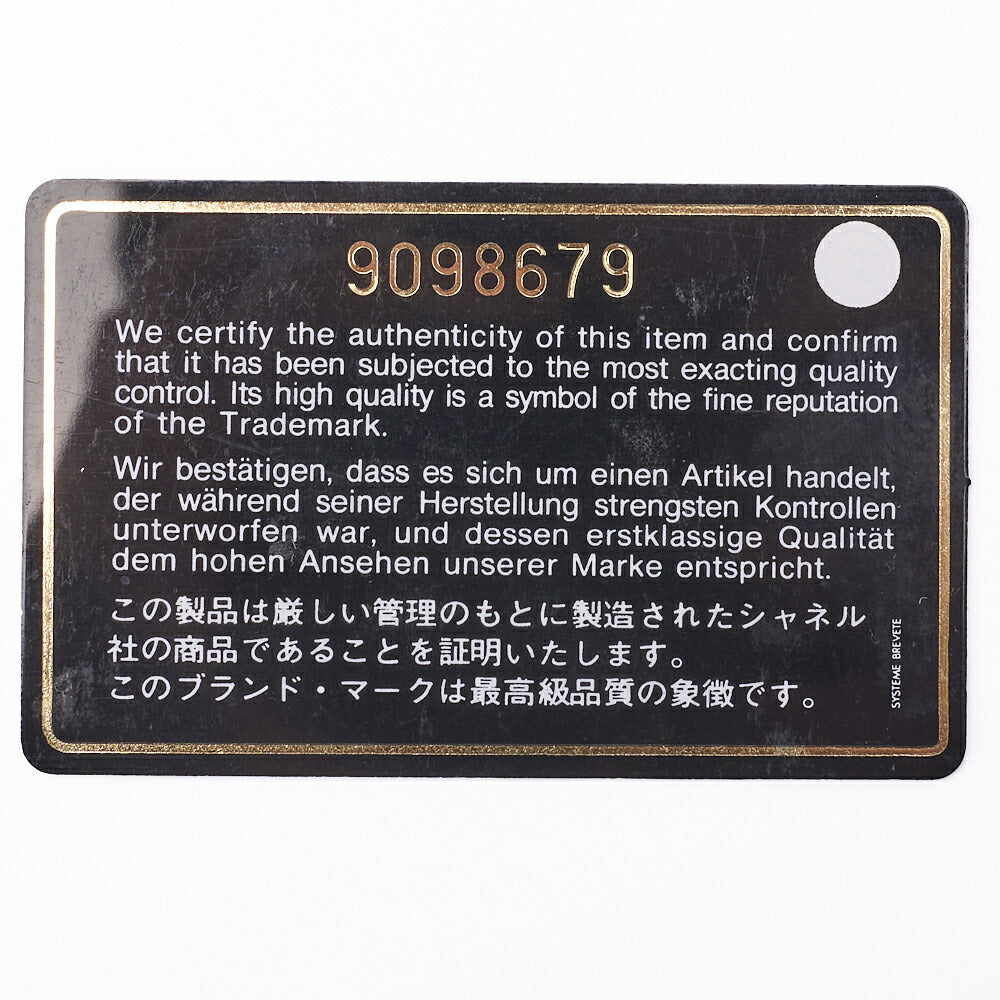 9098679
We certify the authenticity of this item and confirm
that it has been subjected to the most exacting quality
control. Its high quality is a symbol of the fine reputation
of the Trademark.
Wir bestätigen, dass es sich um einen Artikel handelt,
der während seiner Herstellung strengsten Kontrollen
unterworfen war, und dessen erstklassige Qualität
dem hohen Ansehen unserer Marke entspricht.
この製品は厳しい管理のもとに製造されたシャネル
社の商品であることを証明いたします。
このブランド・マークは最高級品質の象徴です。
SYSTEME BREVETE